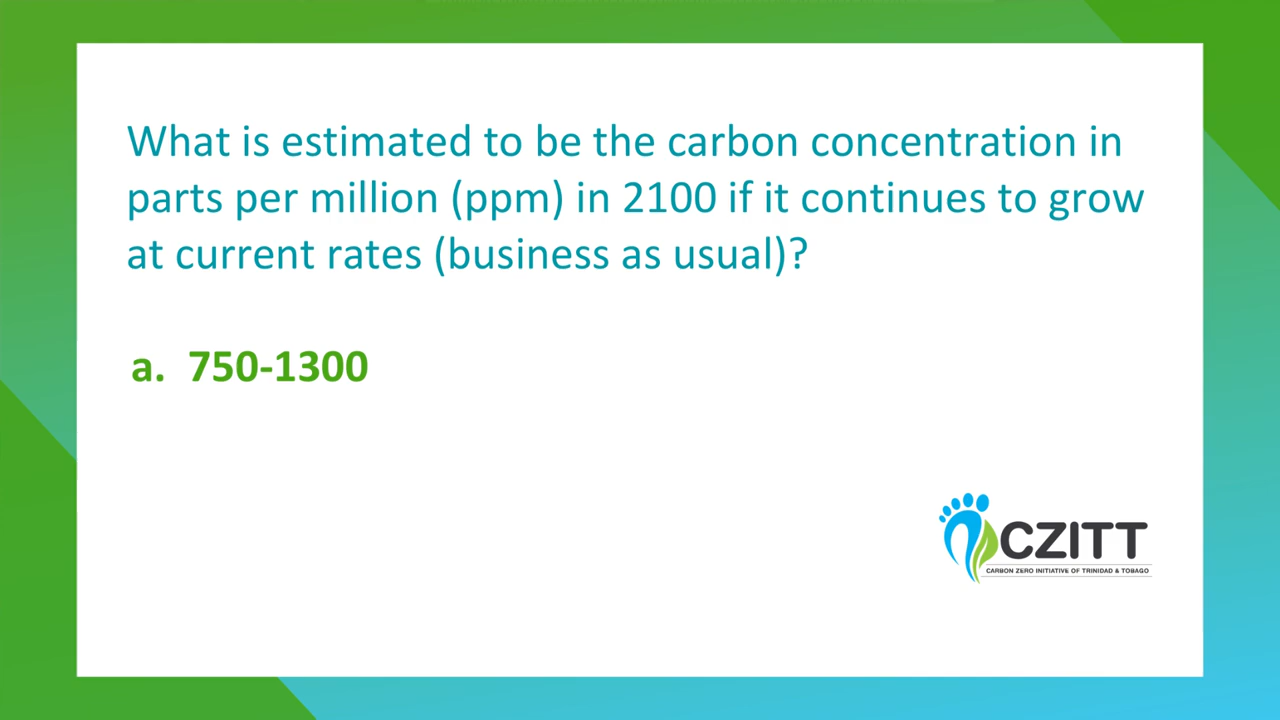 What is estimated to be the carbon concentration in
parts per million (ppm) in 2100 if it continues to grow
at current rates (business as usual)?
a. 750-1300
CZITT
CARBON ZERO INITIATIVE OF TRINIDAD & TOBAGO